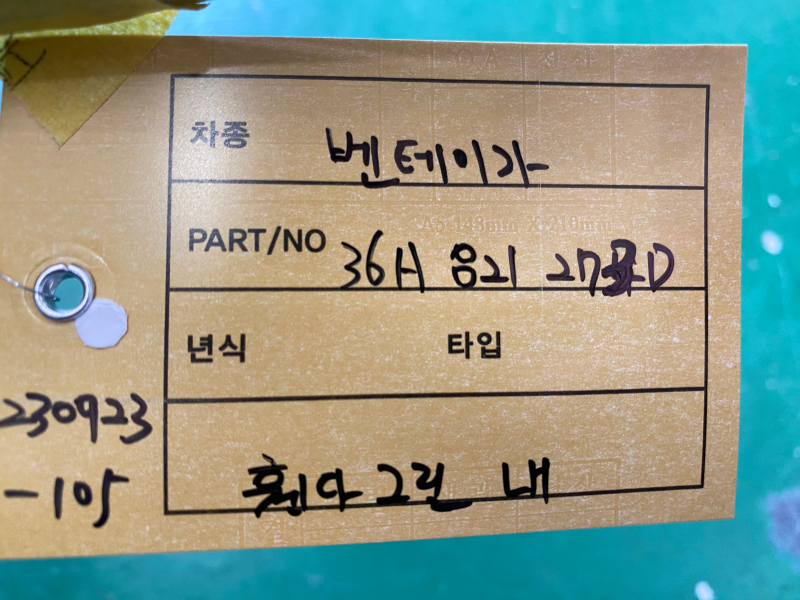 차종 벤테이가
PART/NO 36A 821 277 D
년식 타입
휀다그린 내
230923
-105